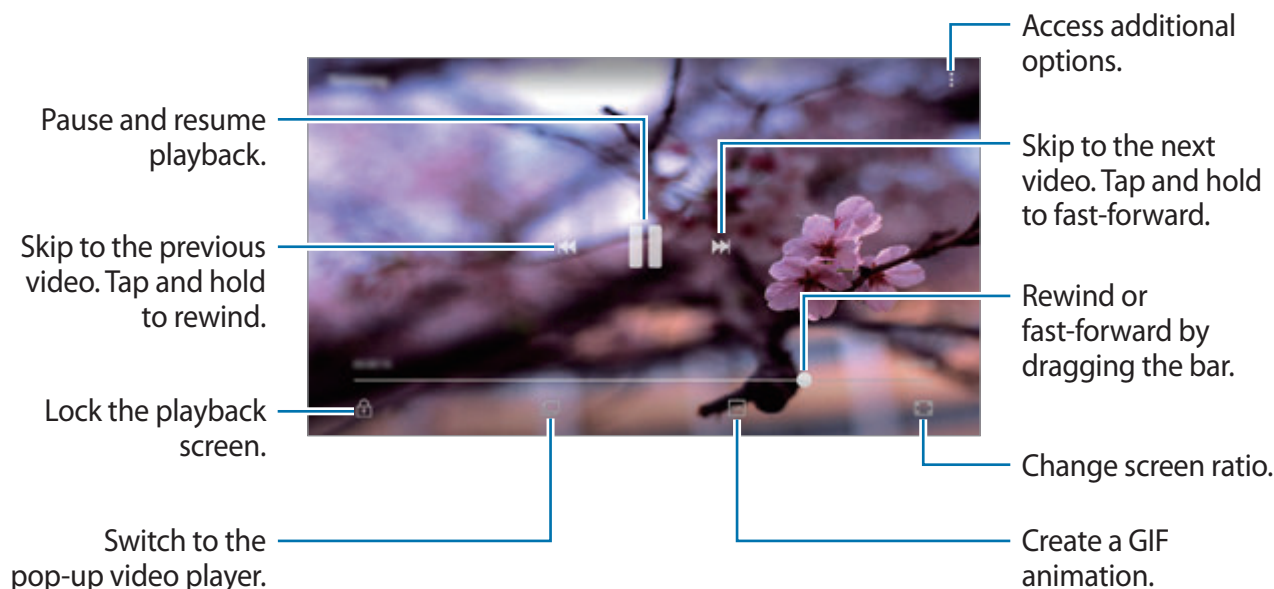 Access additional
options.
Pause and resume
playback.
Skip to the next
video. Tap and hold
to fast-forward.
Skip to the previous
video. Tap and hold
to rewind.
Rewind or
fast-forward by
dragging the bar.
Lock the playback
screen.
Change screen ratio.
Switch to the
pop-up video player.
Create a GIF
animation.